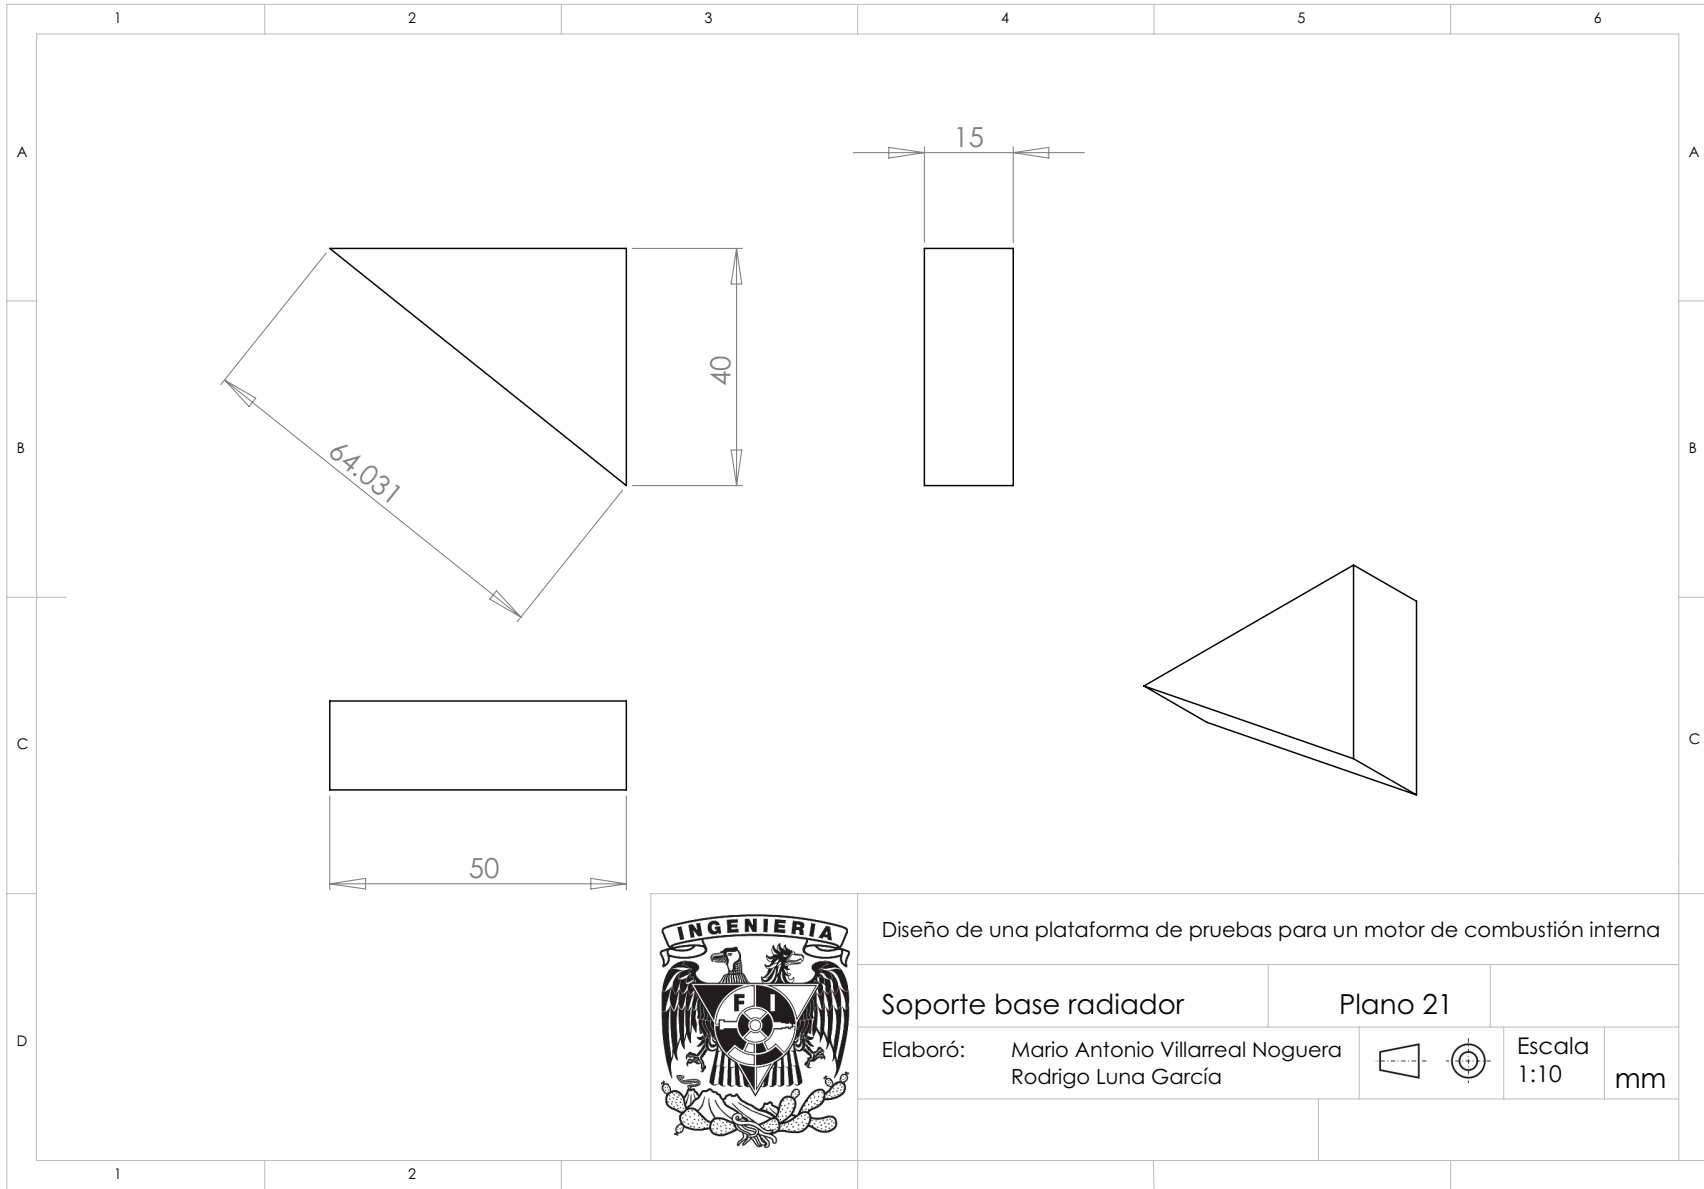 1 2 3 4 5 6
A A
15
40
B B
64.031
C C
50
INGENIERIA
F I
Diseño de una plataforma de pruebas para un motor de combustión interna
Soporte base radiador Plano 21
D
Elaboró: Mario Antonio Villarreal Noguera
Rodrigo Luna García
Escala
1:10
mm
1 2